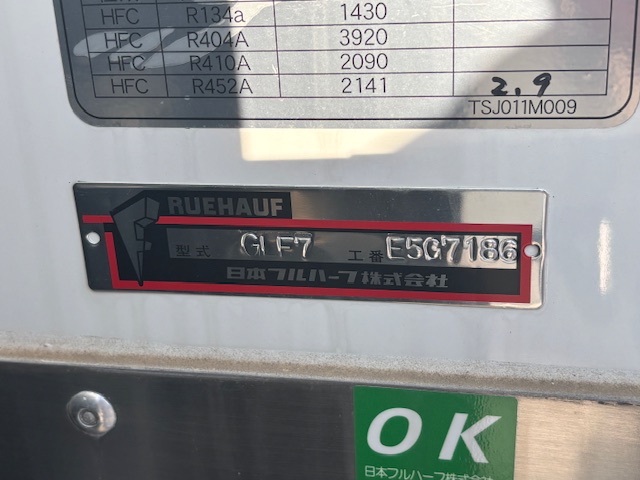 HFC R134a 1430
HFC R404A 3920
HFC R410A 2090
HFC R452A 2141 2.9
TSJ011M009
RUEHAUF
型式 GLF7 工番 E5G7186
日本フルハーフ株式会社
OK
日本フルハーフ株式会社